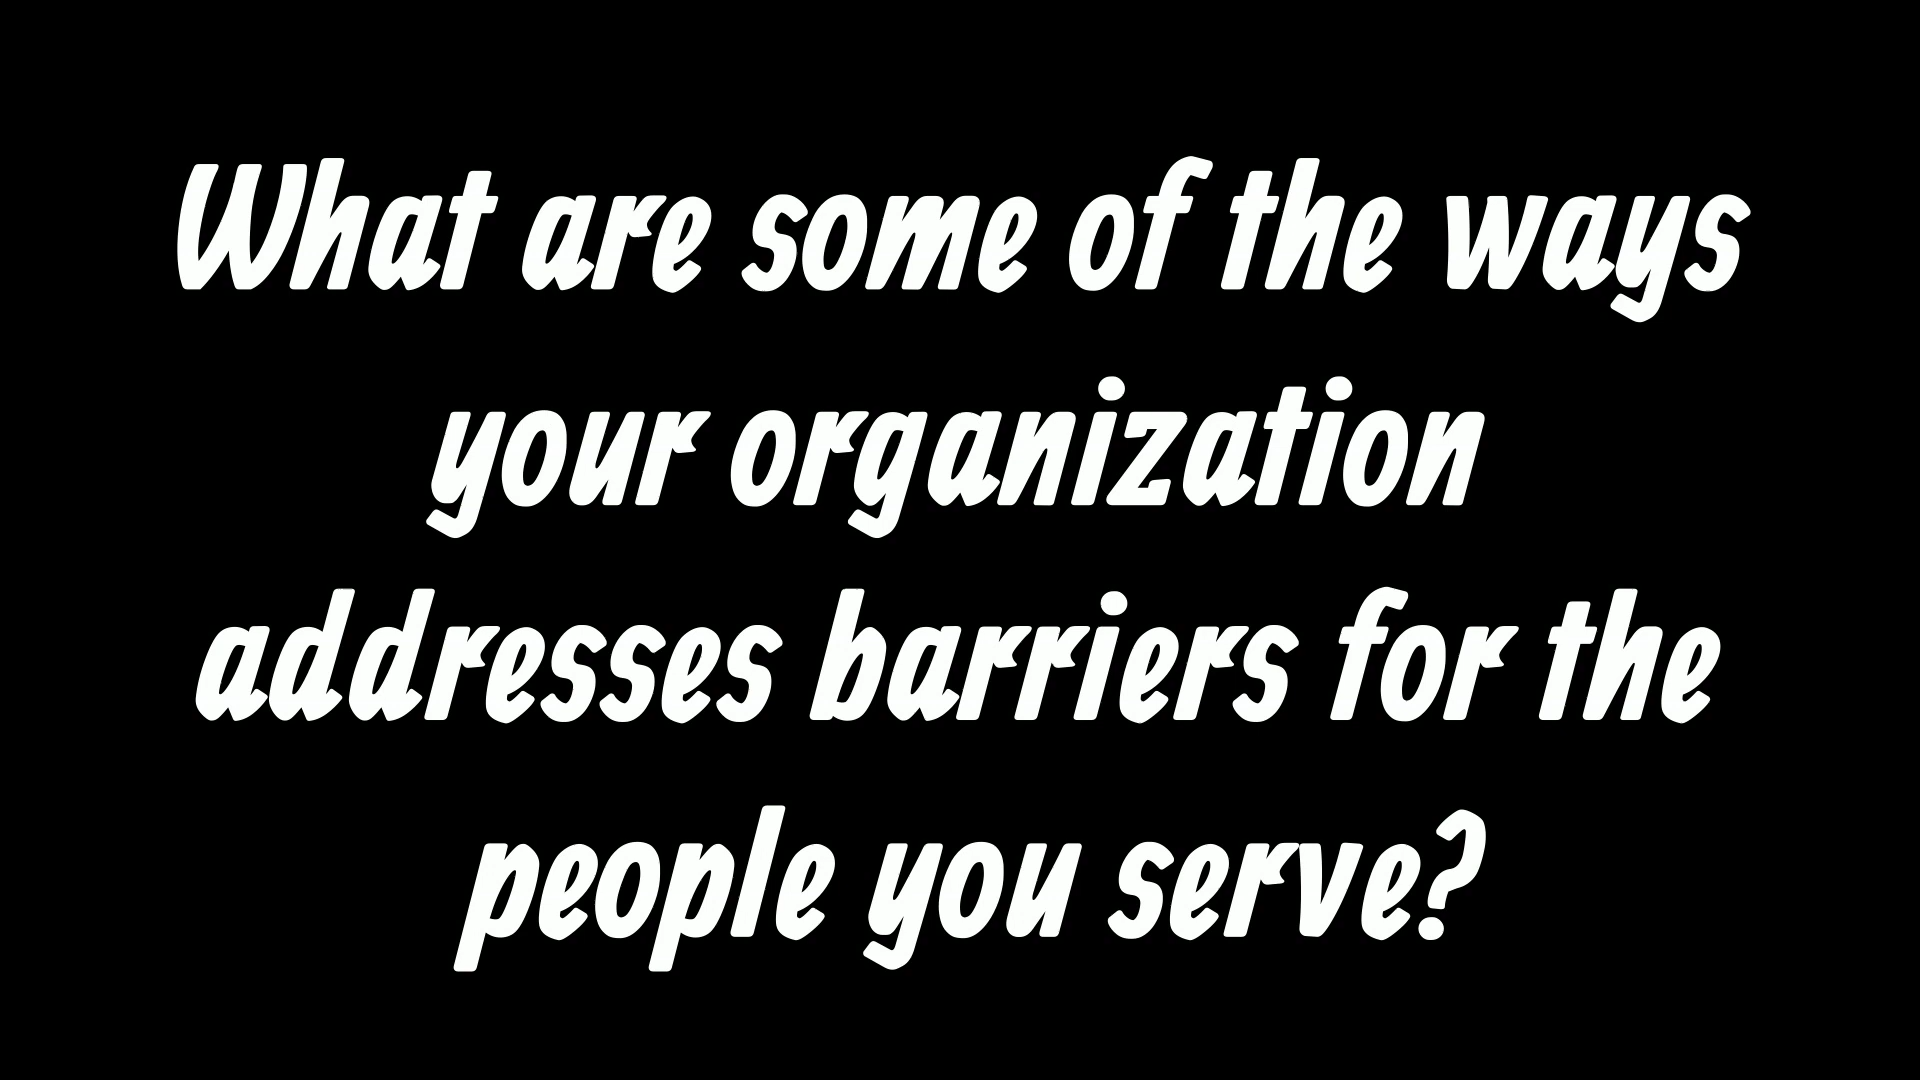 What are some of the ways
your organization
addresses barriers for the
people you serve?